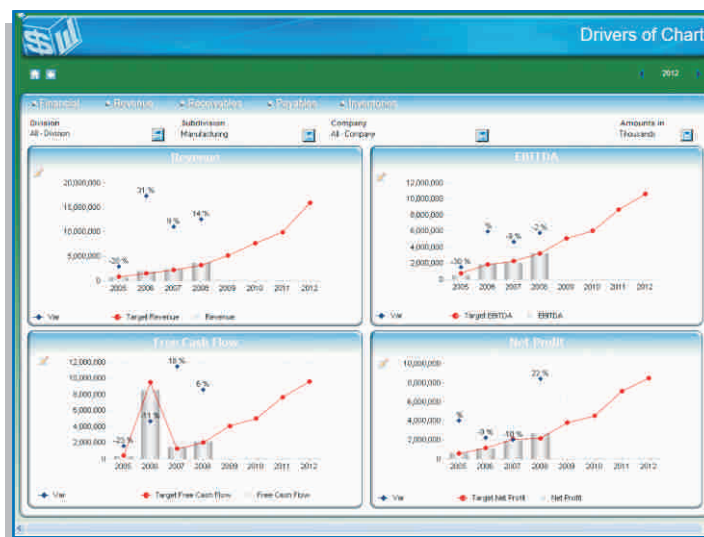 Drivers of Chart
2012
Financial Revenue Receivables Payables Inventories
Division Subdivision Company Amounts in
All - Division Manufacturing All - Company Thousands
Revenue
20,000,000
15,000,000
10,000,000
5,000,000
0
31 %
9 %
14 %
2005 2006 2007 2008 2009 2010 2011 2012
Var Target Revenue Revenue
EBITDA
12,000,000
10,000,000
8,000,000
6,000,000
4,000,000
2,000,000
0
-30 %
%
2005 2006 2007 2008 2009 2010 2011 2012
Var Target EBITDA EBITDA
Free Cash Flow
12,000,000
10,000,000
8,000,000
6,000,000
4,000,000
2,000,000
0
-11 %
18 %
6 %
2005 2006 2007 2008 2009 2010 2011 2012
Var Target Free Cash Flow Free Cash Flow
Net Profit
10,000,000
8,000,000
6,000,000
4,000,000
2,000,000
0
%
-9 %
-10 %
22 %
2005 2006 2007 2008 2009 2010 2011 2012
Var Target Net Profit Net Profit